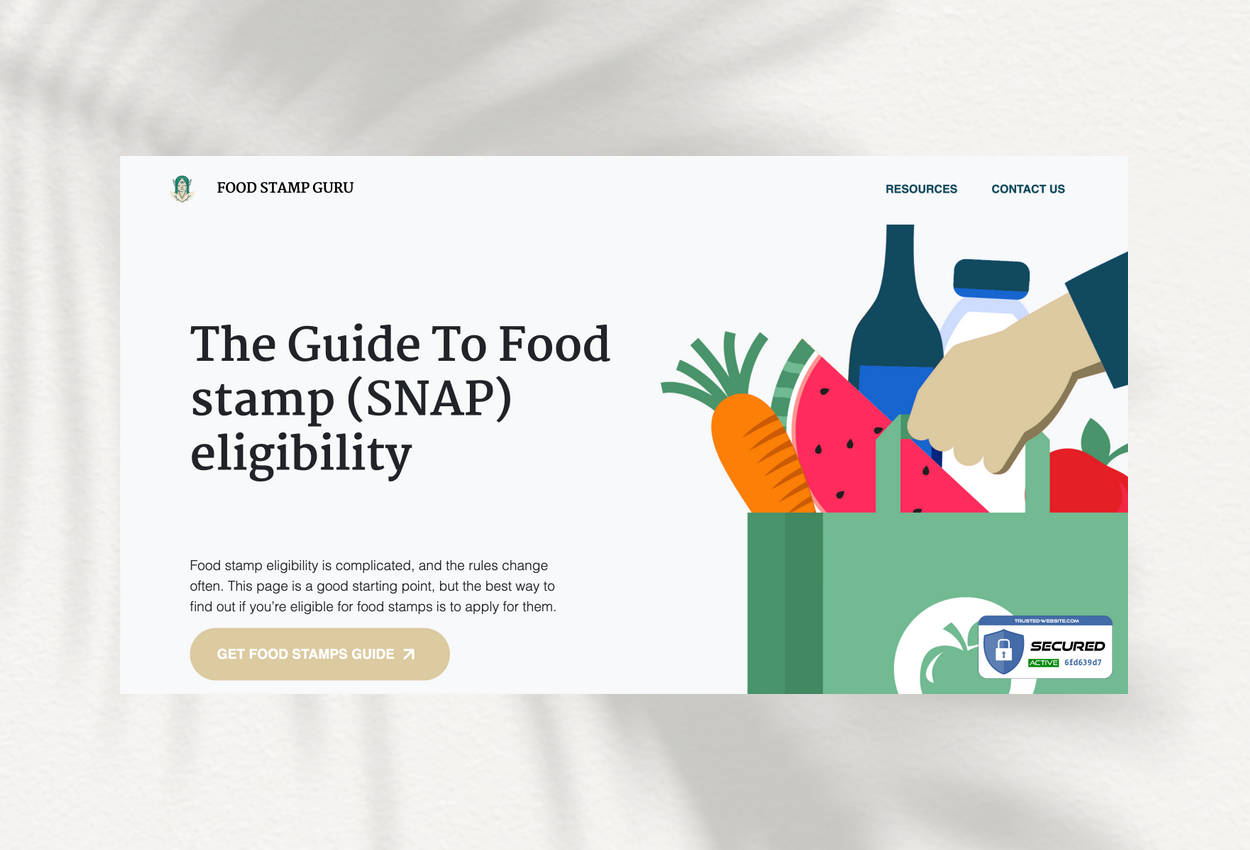 FOOD STAMP GURU
RESOURCES
CONTACT US
The Guide To Food
stamp (SNAP)
eligibility
Food stamp eligibility is complicated, and the rules change
often. This page is a good starting point, but the best way to
find out if you’re eligible for food stamps is to apply for them.
GET FOOD STAMPS GUIDE
TRUSTED-WEBSITE.COM
SECURED
ACTIVE 6fd639d7